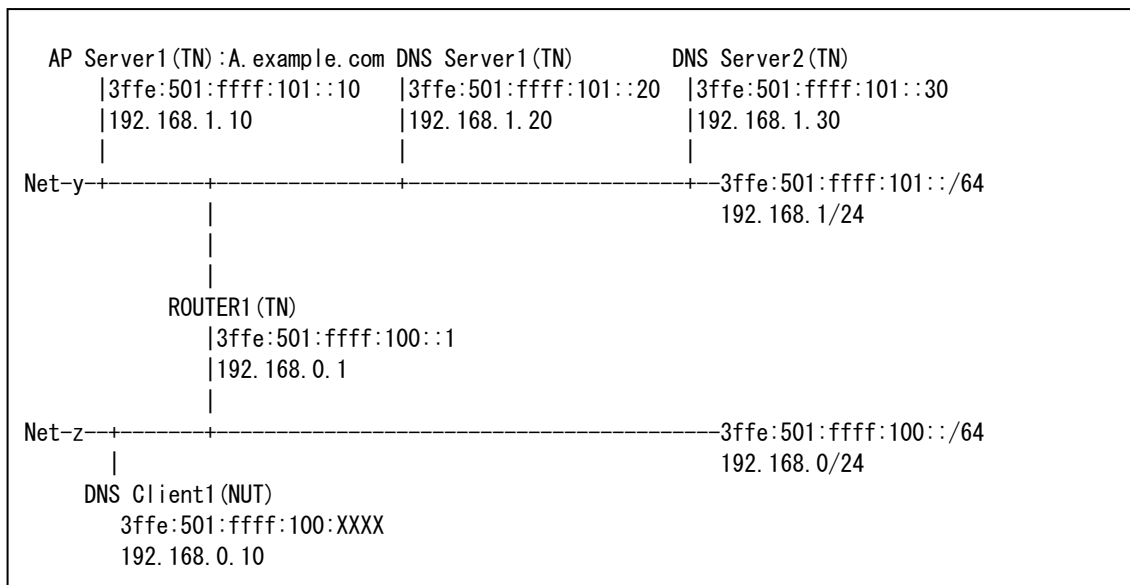 AP Server1(TN):A.example.com DNS Server1(TN) DNS Server2(TN)
|3ffe:501:ffff:101::10 |3ffe:501:ffff:101::20 |3ffe:501:ffff:101::30
|192.168.1.10 |192.168.1.20 |192.168.1.30
| | |
Net-y-+--------+---------------+-----------------------+--3ffe:501:ffff:101::/64
| 192.168.1/24
|
|
ROUTER1(TN)
|3ffe:501:ffff:100::1
|192.168.0.1
|
Net-z--+-------+------------------------------------------3ffe:501:ffff:100::/64
| 192.168.0/24
DNS Client1(NUT)
3ffe:501:ffff:100:XXXX
192.168.0.10